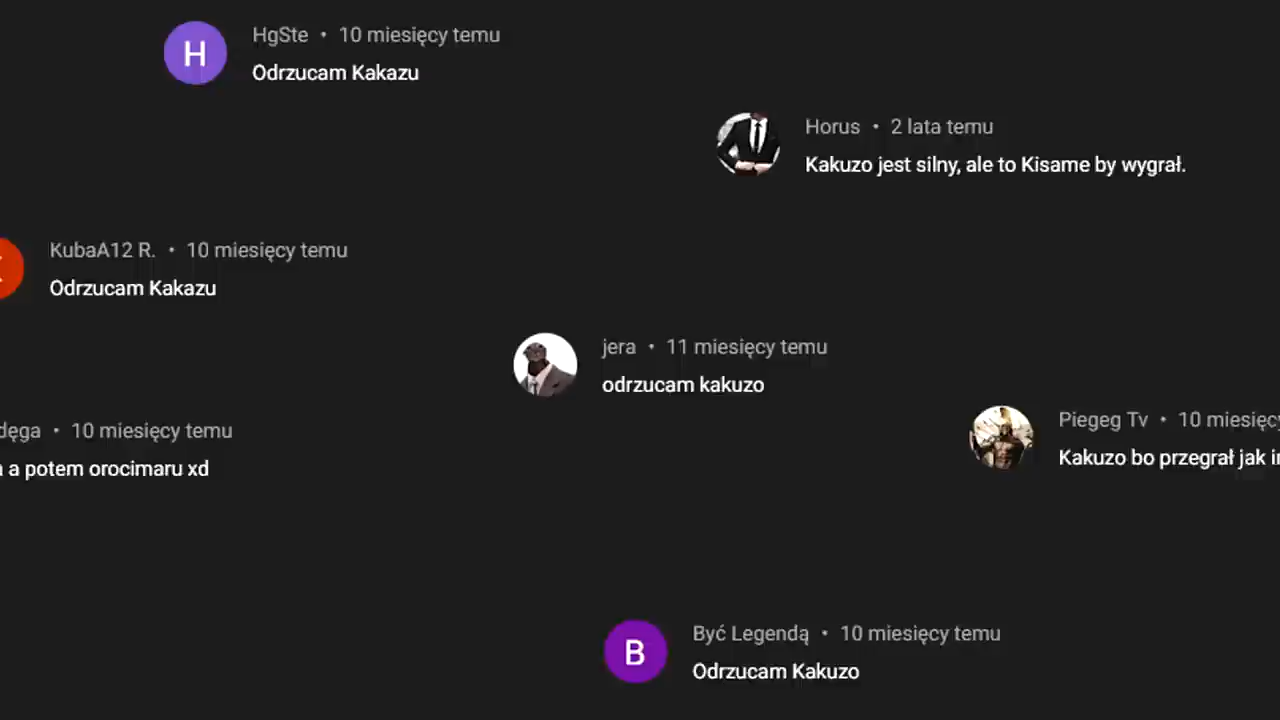 HgSte • 10 miesięcy temu
Odrzucam Kakazu
Horus • 2 lata temu
Kakuzo jest silny, ale to Kisame by wygrał.
KubaA12 R. • 10 miesięcy temu
Odrzucam Kakazu
jera • 11 miesięcy temu
odrzucam kakuzo
dęga • 10 miesięcy temu
a potem orocimaru xd
Piegeg Tv • 10 miesięcy
Kakuzo bo przegrał jak
Być Legendą • 10 miesięcy temu
Odrzucam Kakuzo
H
B